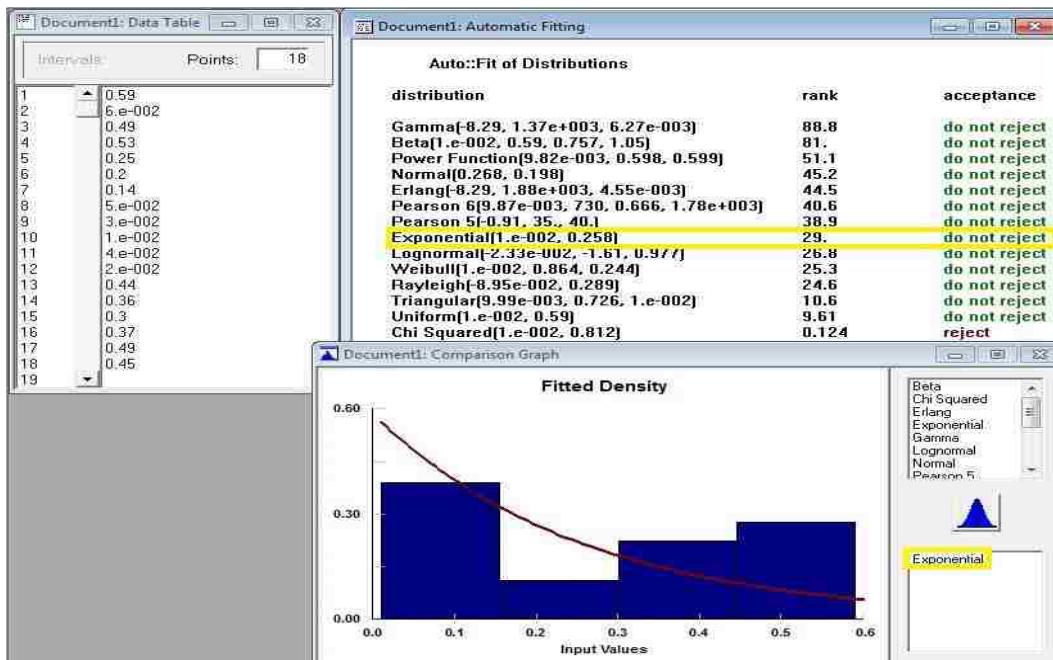 Document1: Data Table
Intervals: Points: 18
1 0.59
2 6.e-002
3 0.49
4 0.53
5 0.25
6 0.2
7 0.14
8 5.e-002
9 3.e-002
10 1.e-002
11 4.e-002
12 2.e-002
13 0.44
14 0.36
15 0.3
16 0.37
17 0.49
18 0.45
19
Document1: Automatic Fitting
Auto::Fit of Distributions
distribution rank acceptance
Gamma(-8.29, 1.37e+003, 6.27e-003) 88.8 do not reject
Beta(1.e-002, 0.59, 0.757, 1.05) 81. do not reject
Power Function(9.82e-003, 0.598, 0.599) 51.1 do not reject
Normal(0.268, 0.198) 45.2 do not reject
Erlang(-8.29, 1.88e+003, 4.55e-003) 44.5 do not reject
Pearson 6(9.87e-003, 730, 0.666, 1.78e+003) 40.6 do not reject
Pearson 5(-0.91, 35., 40.) 38.9 do not reject
Exponential(1.e-002, 0.258) 29. do not reject
Lognormal(-2.33e-002, -1.61, 0.977) 26.8 do not reject
Weibull(1.e-002, 0.864, 0.244) 25.3 do not reject
Rayleigh(-8.95e-002, 0.289) 24.6 do not reject
Triangular(9.99e-003, 0.726, 1.e-002) 10.6 do not reject
Uniform(1.e-002, 0.59) 9.61 do not reject
Chi Squared(1.e-002, 0.812) 0.124 reject
Document1: Comparison Graph
Fitted Density
0.60
0.30
0.00
0.0 0.1 0.2 0.3 0.4 0.5 0.6
Input Values
Beta
Chi Squared
Erlang
Exponential
Gamma
Lognormal
Normal
Pearson 5
Exponential